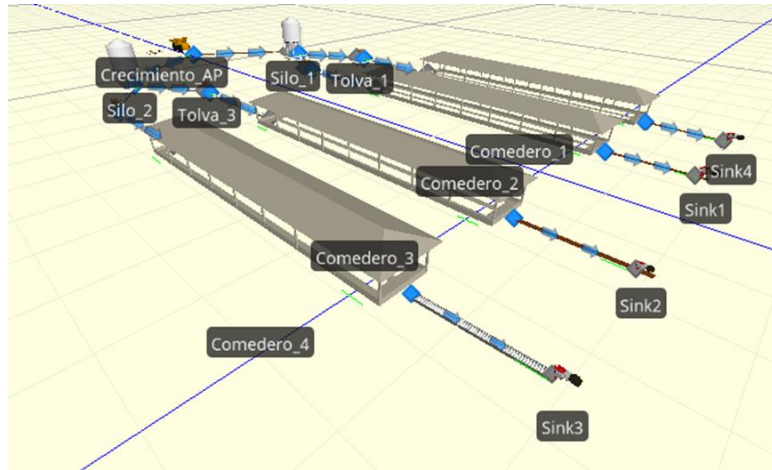 Crecimiento_AP
Silo_1
Tolva_1
Silo_2
Tolva_3
Comedero_1
Sink4
Comedero_2
Sink1
Comedero_3
Sink2
Comedero_4
Sink3